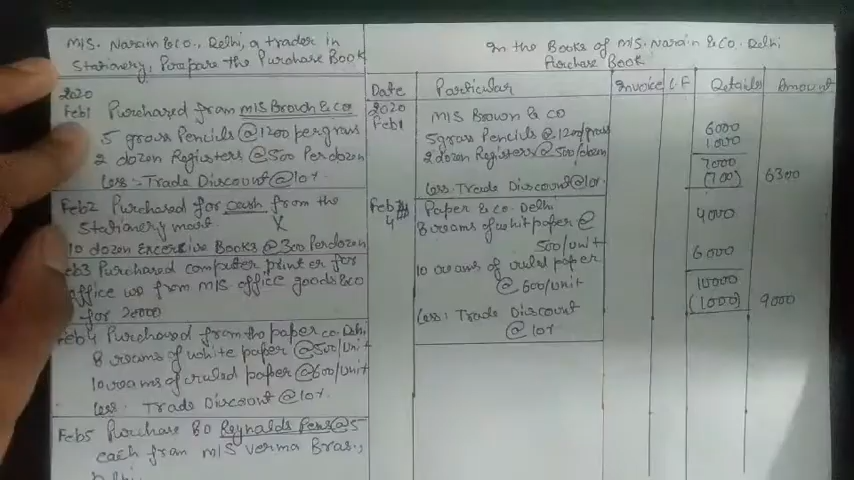 M/S. Narain & Co., Delhi, a trader in
Stationery, Prepare the Purchase Book
2020
Feb1 Purchased from M/S Brown & Co
5 gross Pencils @ 1200 per gross
2 dozen Registers @ 500 Per dozen
Less :- Trade Discount @ 10%
Feb2 Purchased for cash from the
Stationery mart. X
10 dozen Excersive Books @ 300 Per dozen
Feb3 Purchased computer printer for
office use from M/S office goods & co
for 20000
Feb 4 Purchased from the paper co. Delhi
8 reams of white paper @ 500/unit
10 reams of ruled paper @ 600/unit
Less. Trade Discount @ 10%
Feb5 Purchase 80 Reynalds Pens @ 5
each from M/S Verma Bros.,
Delhi.
In the Books of M/S. Narain & Co. Delhi
Purchase Book
Date Particular Invoice L.F Details Amount
2020
Feb1 M/S Brown & Co
5 gross Pencils @ 1200/gross 6000
2 dozen Registers @ 500/dozen 1000
7000
Less. Trade Discount @ 10% (700) 6300
Feb 4 Paper & co. Delhi
8 reams of whit paper @ 4000
500/unit
10 reams of ruled paper 6000
@ 600/unit
10000
Less: Trade Discount (1000) 9000
@ 10%